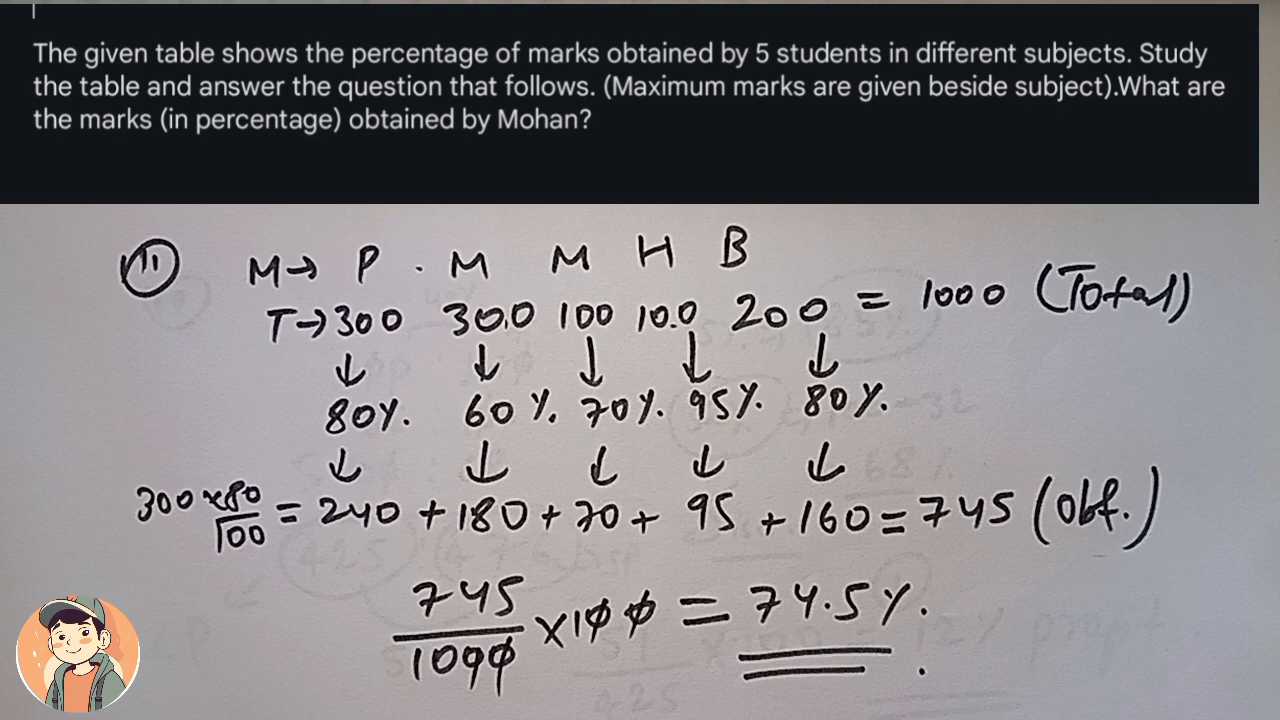 The given table shows the percentage of marks obtained by 5 students in different subjects. Study
the table and answer the question that follows. (Maximum marks are given beside subject).What are
the marks (in percentage) obtained by Mohan?
11 M→ P . M M H B
T→300 300 100 100 200 = 1000 (Total)
↓ ↓ ↓ ↓ ↓
80%. 60%. 70%. 95%. 80%.
↓ ↓ ↓ ↓ ↓
300×80/100 = 240 + 180 + 70 + 95 + 160 = 745 (Obt.)
745/1000 × 100 = 74.5%.